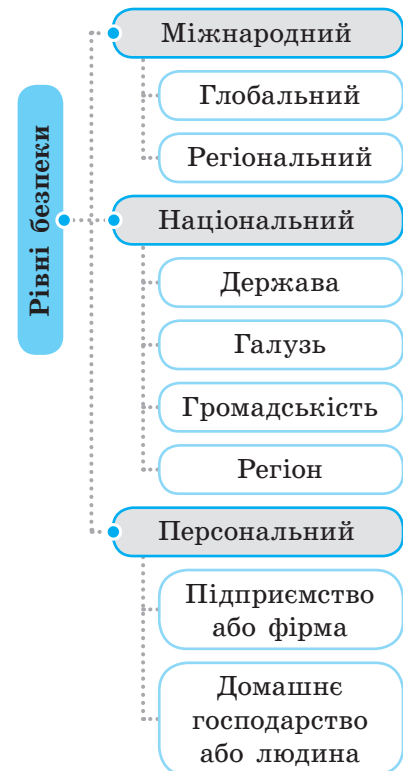 Рівні безпеки
Міжнародний
Глобальний
Регіональний
Національний
Держава
Галузь
Громадськість
Регіон
Персональний
Підприємство
або фірма
Домашнє
господарство
або людина